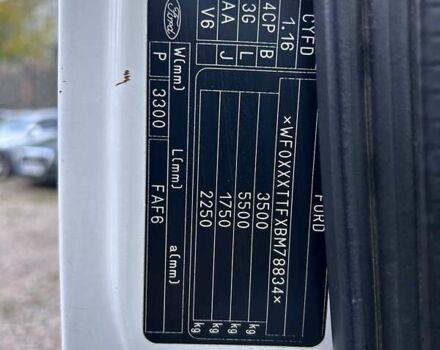 FORD
×WF0XXXTTFXBM78834×
3500 kg
5500 kg
1750 kg
2250 kg
CYFD
1.16
4CP B
3G L
AA J
V6
Ford
W(mm) L(mm) a(mm)
P 3300 FAF6